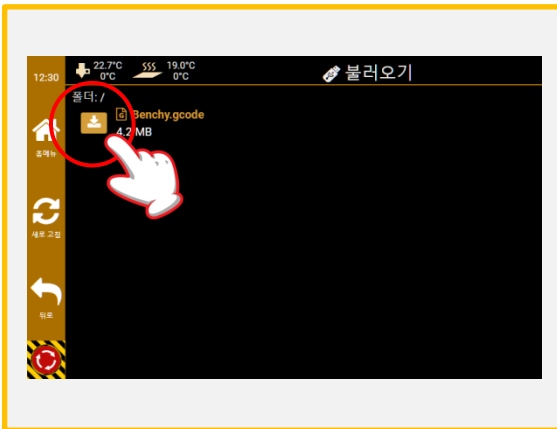 12:30
22.7°C
0°C
19.0°C
0°C
불러오기
폴더: /
Benchy.gcode
4.2 MB
홈메뉴
새로 고침
뒤로